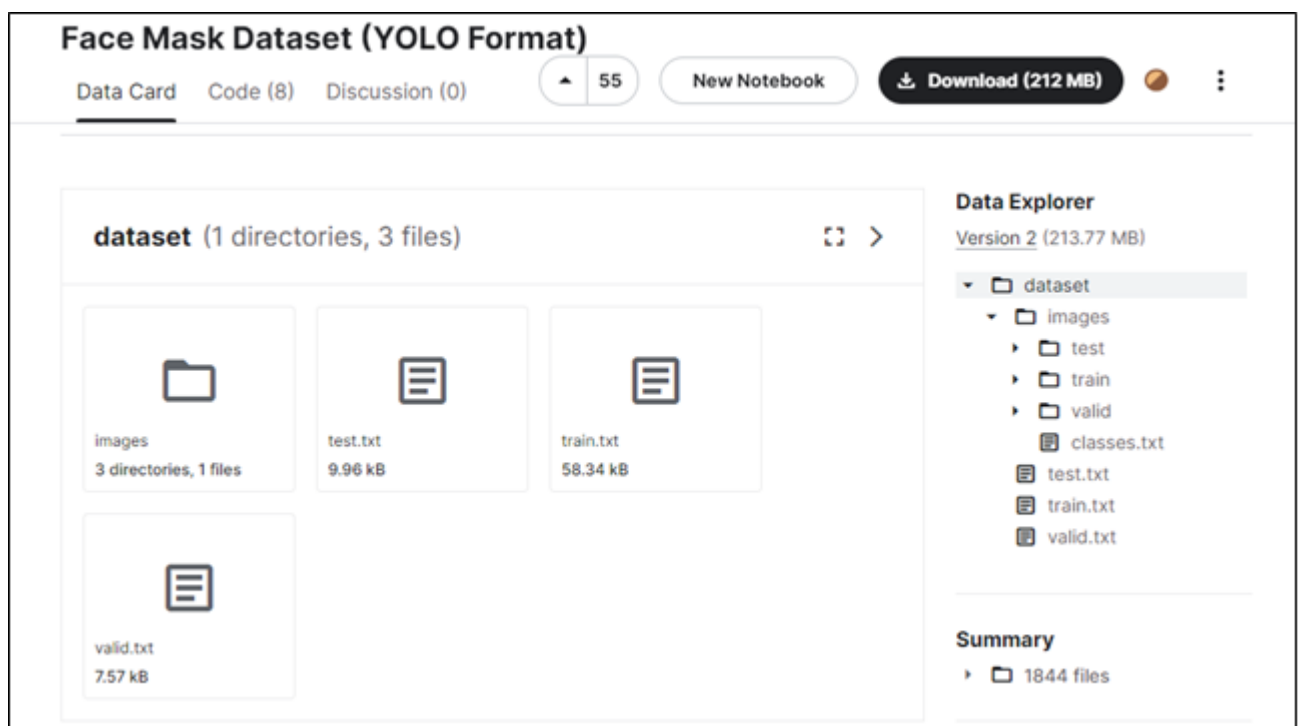 Face Mask Dataset (YOLO Format)
Data Card Code (8) Discussion (0) 55 New Notebook Download (212 MB)
dataset (1 directories, 3 files)
images
3 directories, 1 files
test.txt
9.96 kB
train.txt
58.34 kB
valid.txt
7.57 kB
Data Explorer
Version 2 (213.77 MB)
dataset
images
test
train
valid
classes.txt
test.txt
train.txt
valid.txt
Summary
1844 files